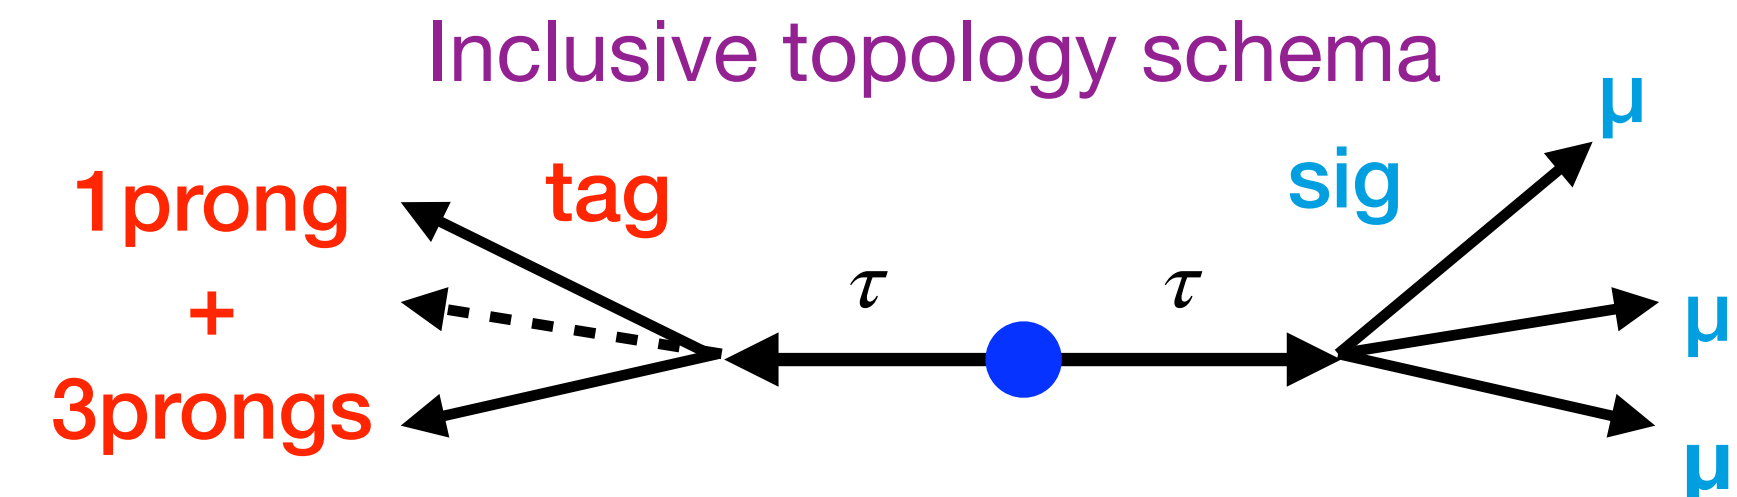 Inclusive topology schema
1prong
+
3prongs
tag
τ
τ
sig
μ
μ
μ